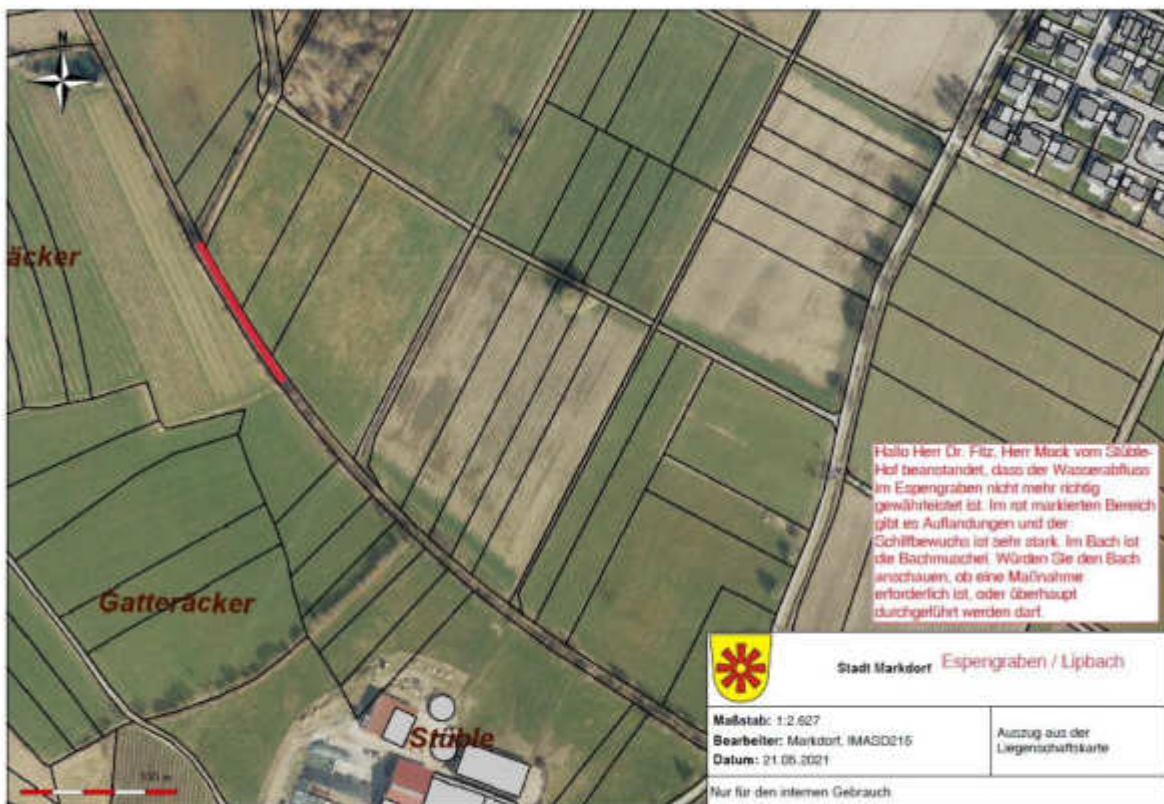 N
äcker
Hallo Herr Dr. Fitz, Herr Mock vom Stüble-
Hof beanstandet, dass der Wasserabfluss
im Espengraben nicht mehr richtig
gewährleistet ist. Im rot markierten Bereich
gibt es Auflandungen und der
Schilfbewuchs ist sehr stark. Im Bach ist
die Bachmuschel. Würden Sie den Bach
anschauen, ob eine Maßnahme
erforderlich ist, oder überhaupt
durchgeführt werden darf.
Gatteräcker
Stüble
100 m
Stadt Markdorf Espengraben / Lipbach
Maßstab: 1:2.627
Bearbeiter: Markdorf, IMASD215
Datum: 21.05.2021
Auszug aus der
Liegenschaftskarte
Nur für den internen Gebrauch